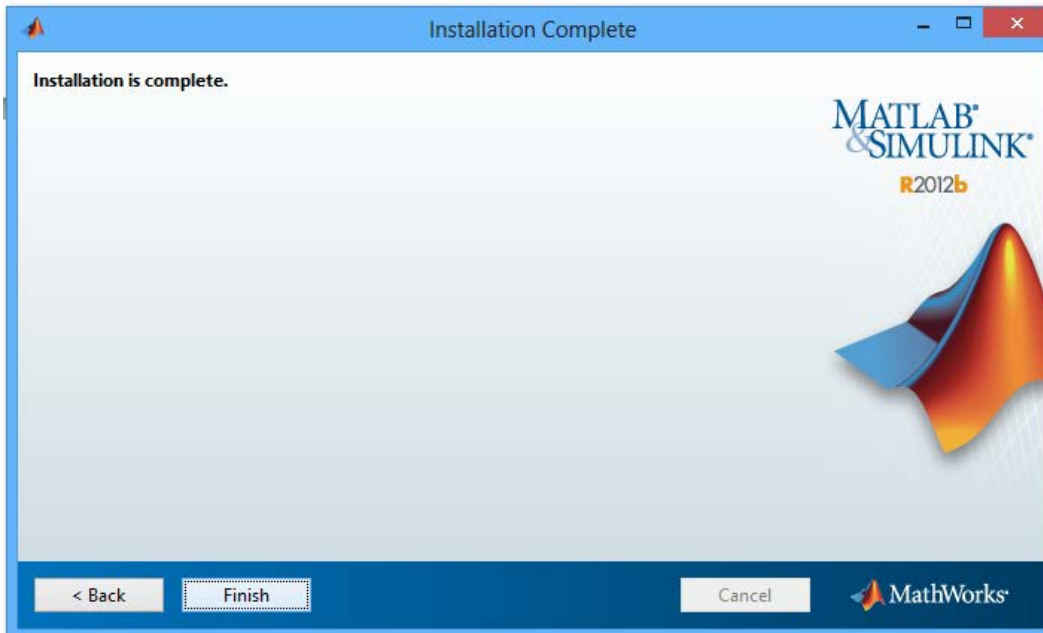 Installation Complete
Installation is complete.
MATLAB®
&SIMULINK®
R2012b
< Back
Finish
Cancel
MathWorks®